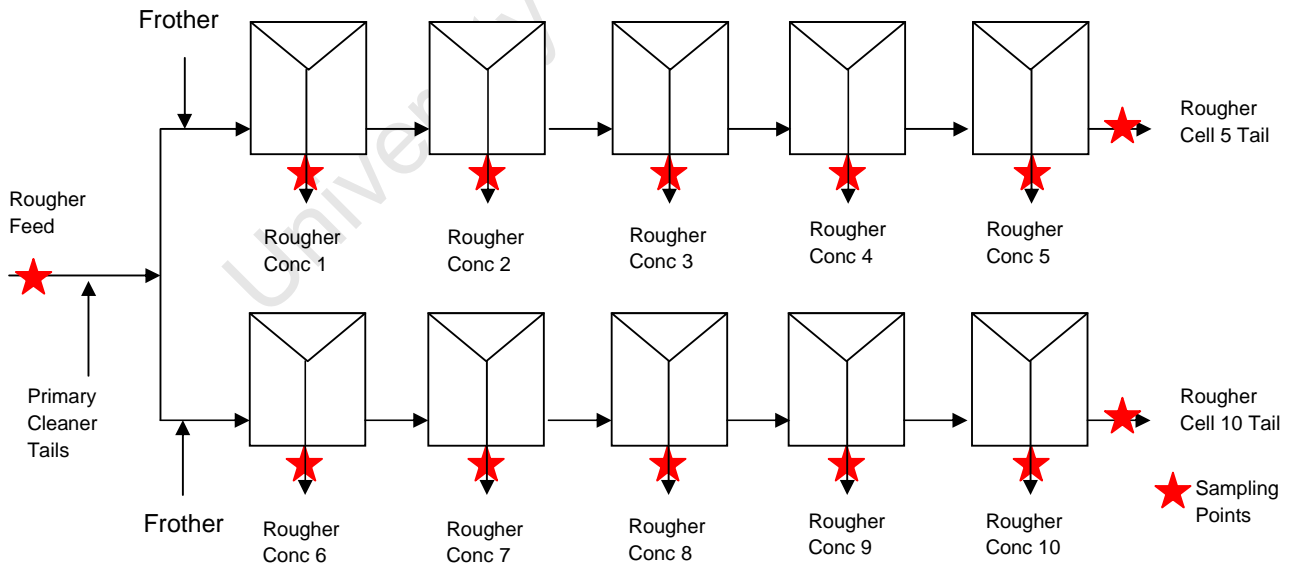 Frother
Rougher
Cell 5 Tail
Rougher
Feed
Rougher
Conc 1
Rougher
Conc 2
Rougher
Conc 3
Rougher
Conc 4
Rougher
Conc 5
University
Primary
Cleaner
Tails
Rougher
Cell 10 Tail
Frother
Rougher
Conc 6
Rougher
Conc 7
Rougher
Conc 8
Rougher
Conc 9
Rougher
Conc 10
Sampling
Points